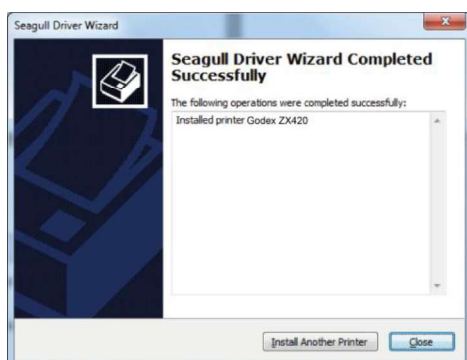 Seagull Driver Wizard
Seagull Driver Wizard Completed
Successfully
The following operations were completed successfully:
Installed printer Godex ZX420
Install Another Printer
Close